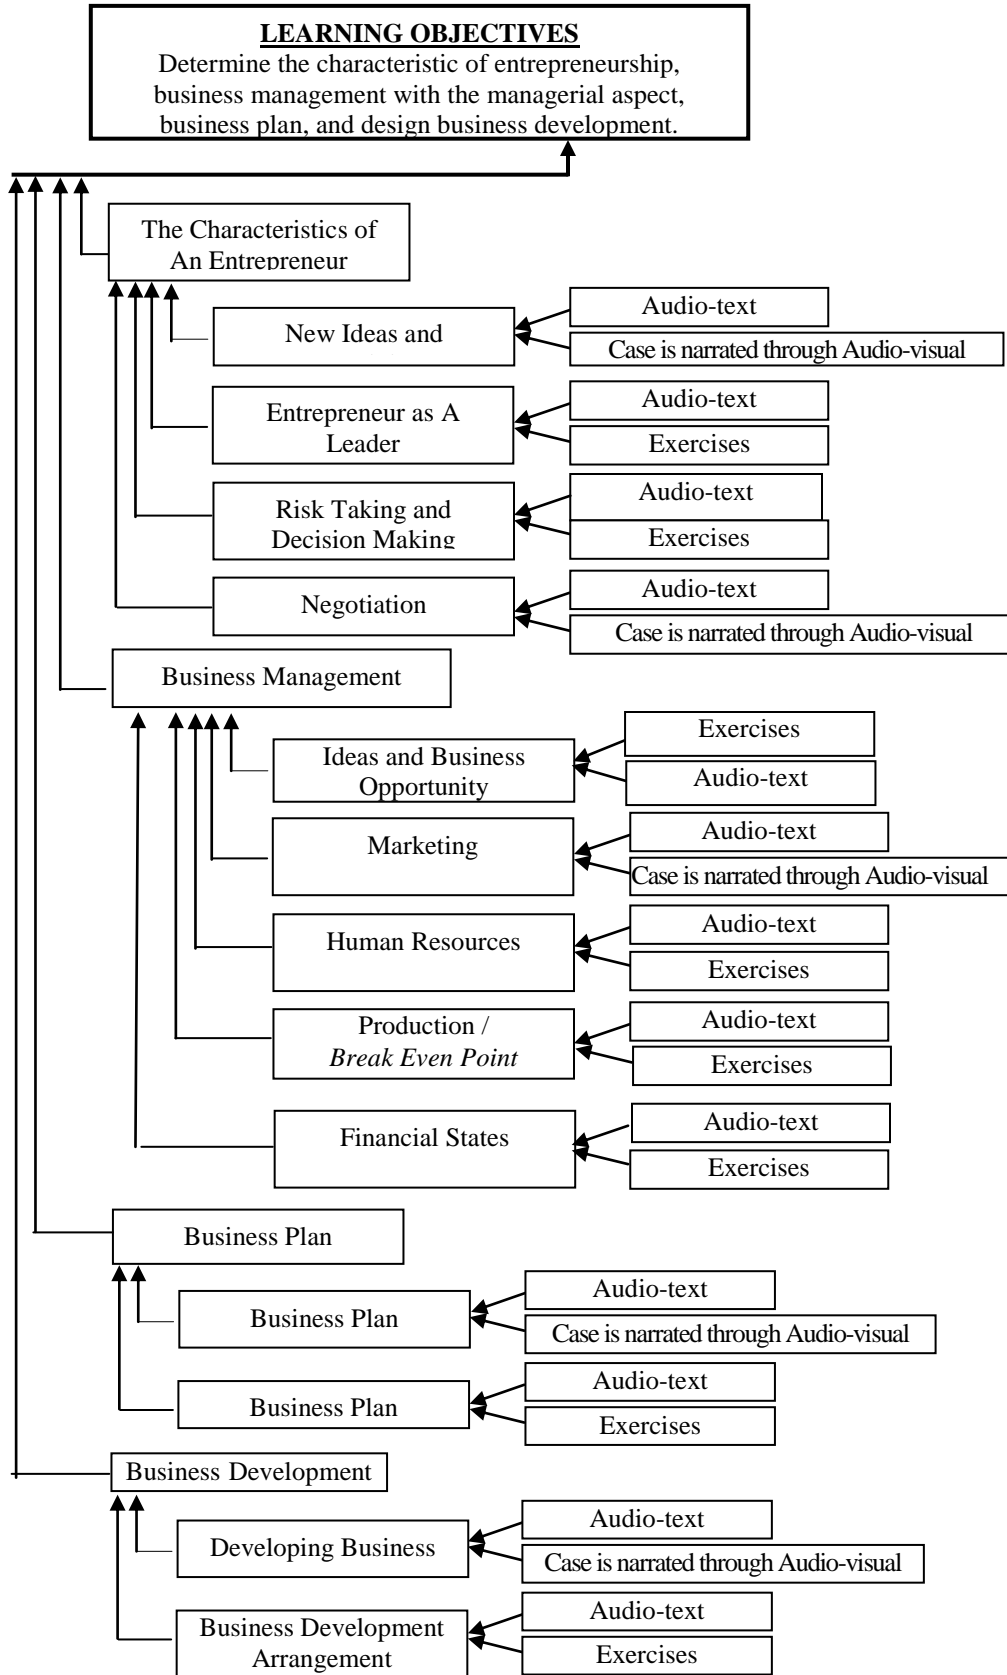 LEARNING OBJECTIVES
Determine the characteristic of entrepreneurship,
business management with the managerial aspect,
business plan, and design business development.
The Characteristics of
An Entrepreneur
New Ideas and
Audio-text
Case is narrated through Audio-visual
Entrepreneur as A
Leader
Audio-text
Exercises
Risk Taking and
Decision Making
Audio-text
Exercises
Negotiation
Audio-text
Case is narrated through Audio-visual
Business Management
Ideas and Business
Opportunity
Exercises
Audio-text
Marketing
Audio-text
Case is narrated through Audio-visual
Human Resources
Audio-text
Exercises
Production /
Break Even Point
Audio-text
Exercises
Financial States
Audio-text
Exercises
Business Plan
Business Plan
Audio-text
Case is narrated through Audio-visual
Business Plan
Audio-text
Exercises
Business Development
Developing Business
Audio-text
Case is narrated through Audio-visual
Business Development
Arrangement
Audio-text
Exercises